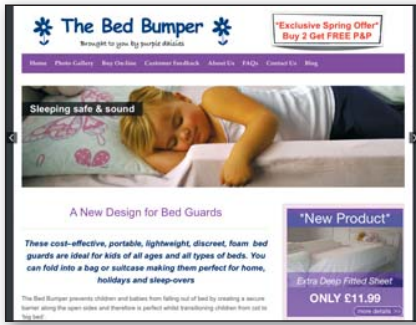 The Bed Bumper
Brought to you by purple daisies
*Exclusive Spring Offer*
Buy 2 Get FREE P&P
Home Photo Gallery Buy On-line Customer Feedback About Us FAQs Contact Us Blog
Sleeping safe & sound
A New Design for Bed Guards
These cost-effective, portable, lightweight, discreet, foam bed
guards are ideal for kids of all ages and all types of beds. You
can fold into a bag or suitcase making them perfect for home,
holidays and sleep-overs
The Bed Bumper prevents children and babies from falling out of bed by creating a secure
barrier along the open sides and therefore is perfect whilst transitioning children from cot to
'big bed'
*New Product*
Extra Deep Fitted Sheet
ONLY £11.99
more details >>